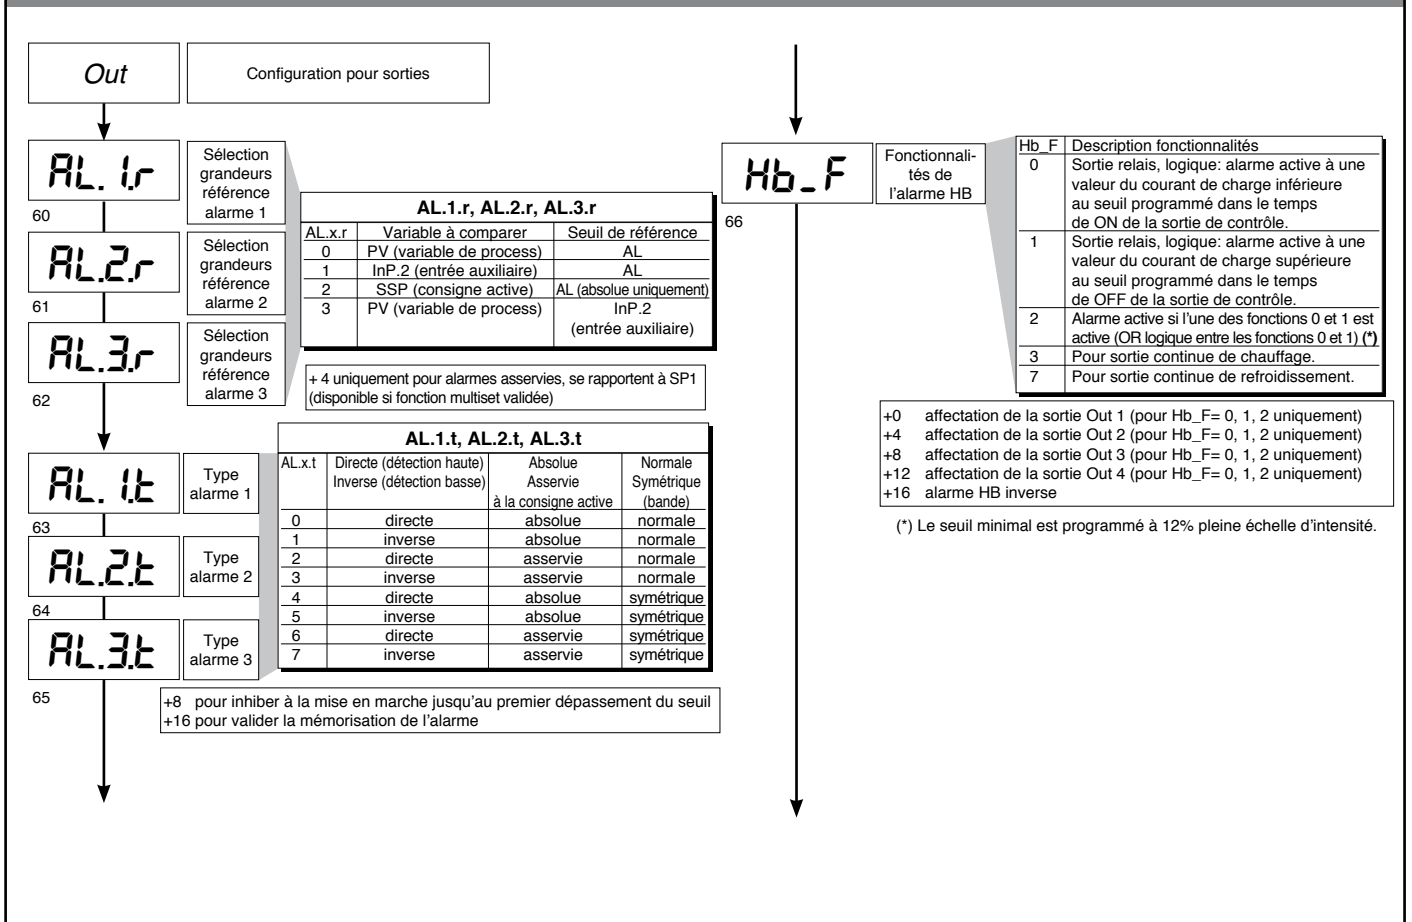 Out
Configuration pour sorties
AL.1.r
Sélection
grandeurs
référence
alarme 1
60
AL.2.r
Sélection
grandeurs
référence
alarme 2
61
AL.3.r
Sélection
grandeurs
référence
alarme 3
62
AL.1.r, AL.2.r, AL.3.r
AL.x.r Variable à comparer Seuil de référence
0 PV (variable de process) AL
1 InP.2 (entrée auxiliaire) AL
2 SSP (consigne active) AL (absolue uniquement)
3 PV (variable de process) InP.2
(entrée auxiliaire)
+ 4 uniquement pour alarmes asservies, se rapportent à SP1
(disponible si fonction multiset validée)
AL.1.t
Type
alarme 1
63
AL.2.t
Type
alarme 2
64
AL.3.t
Type
alarme 3
65
AL.1.t, AL.2.t, AL.3.t
AL.x.t Directe (détection haute) Absolue Normale
Inverse (détection basse) Asservie Symétrique
à la consigne active (bande)
0 directe absolue normale
1 inverse absolue normale
2 directe asservie normale
3 inverse asservie normale
4 directe absolue symétrique
5 inverse absolue symétrique
6 directe asservie symétrique
7 inverse asservie symétrique
+8 pour inhiber à la mise en marche jusqu'au premier dépassement du seuil
+16 pour valider la mémorisation de l'alarme
Hb_F
Fonctionnali-
tés de
l'alarme HB
66
Hb_F Description fonctionnalités
0 Sortie relais, logique: alarme active à une
valeur du courant de charge inférieure
au seuil programmé dans le temps
de ON de la sortie de contrôle.
1 Sortie relais, logique: alarme active à une
valeur du courant de charge supérieure
au seuil programmé dans le temps
de OFF de la sortie de contrôle.
2 Alarme active si l'une des fonctions 0 et 1 est
active (OR logique entre les fonctions 0 et 1) (*)
3 Pour sortie continue de chauffage.
7 Pour sortie continue de refroidissement.
+0 affectation de la sortie Out 1 (pour Hb_F= 0, 1, 2 uniquement)
+4 affectation de la sortie Out 2 (pour Hb_F= 0, 1, 2 uniquement)
+8 affectation de la sortie Out 3 (pour Hb_F= 0, 1, 2 uniquement)
+12 affectation de la sortie Out 4 (pour Hb_F= 0, 1, 2 uniquement)
+16 alarme HB inverse
(*) Le seuil minimal est programmé à 12% pleine échelle d'intensité.